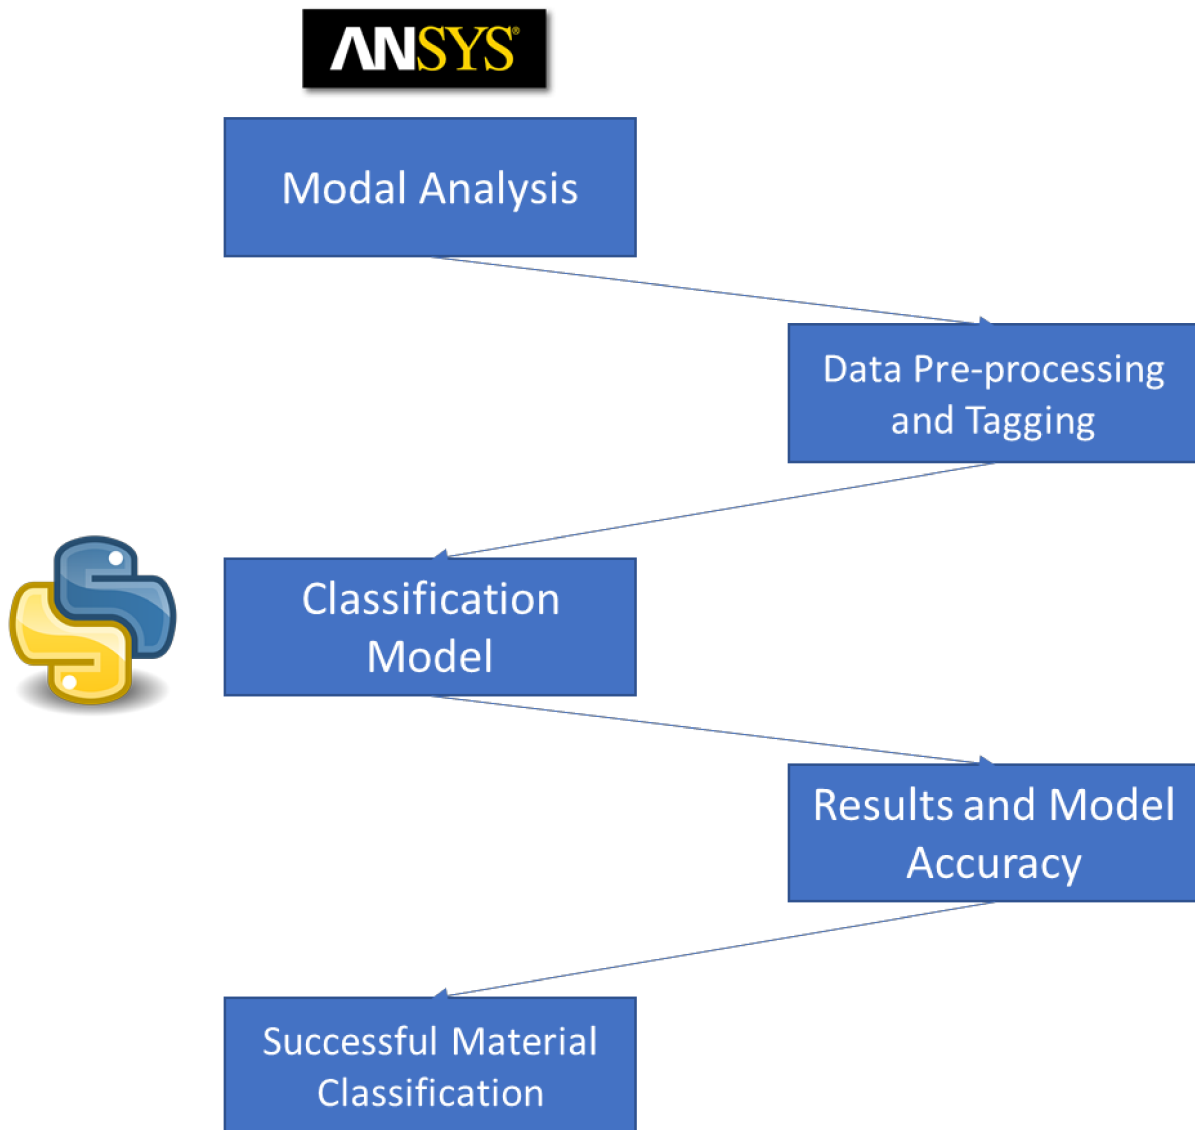 ANSYS®
Modal Analysis
Data Pre-processing
and Tagging
Classification
Model
Results and Model
Accuracy
Successful Material
Classification